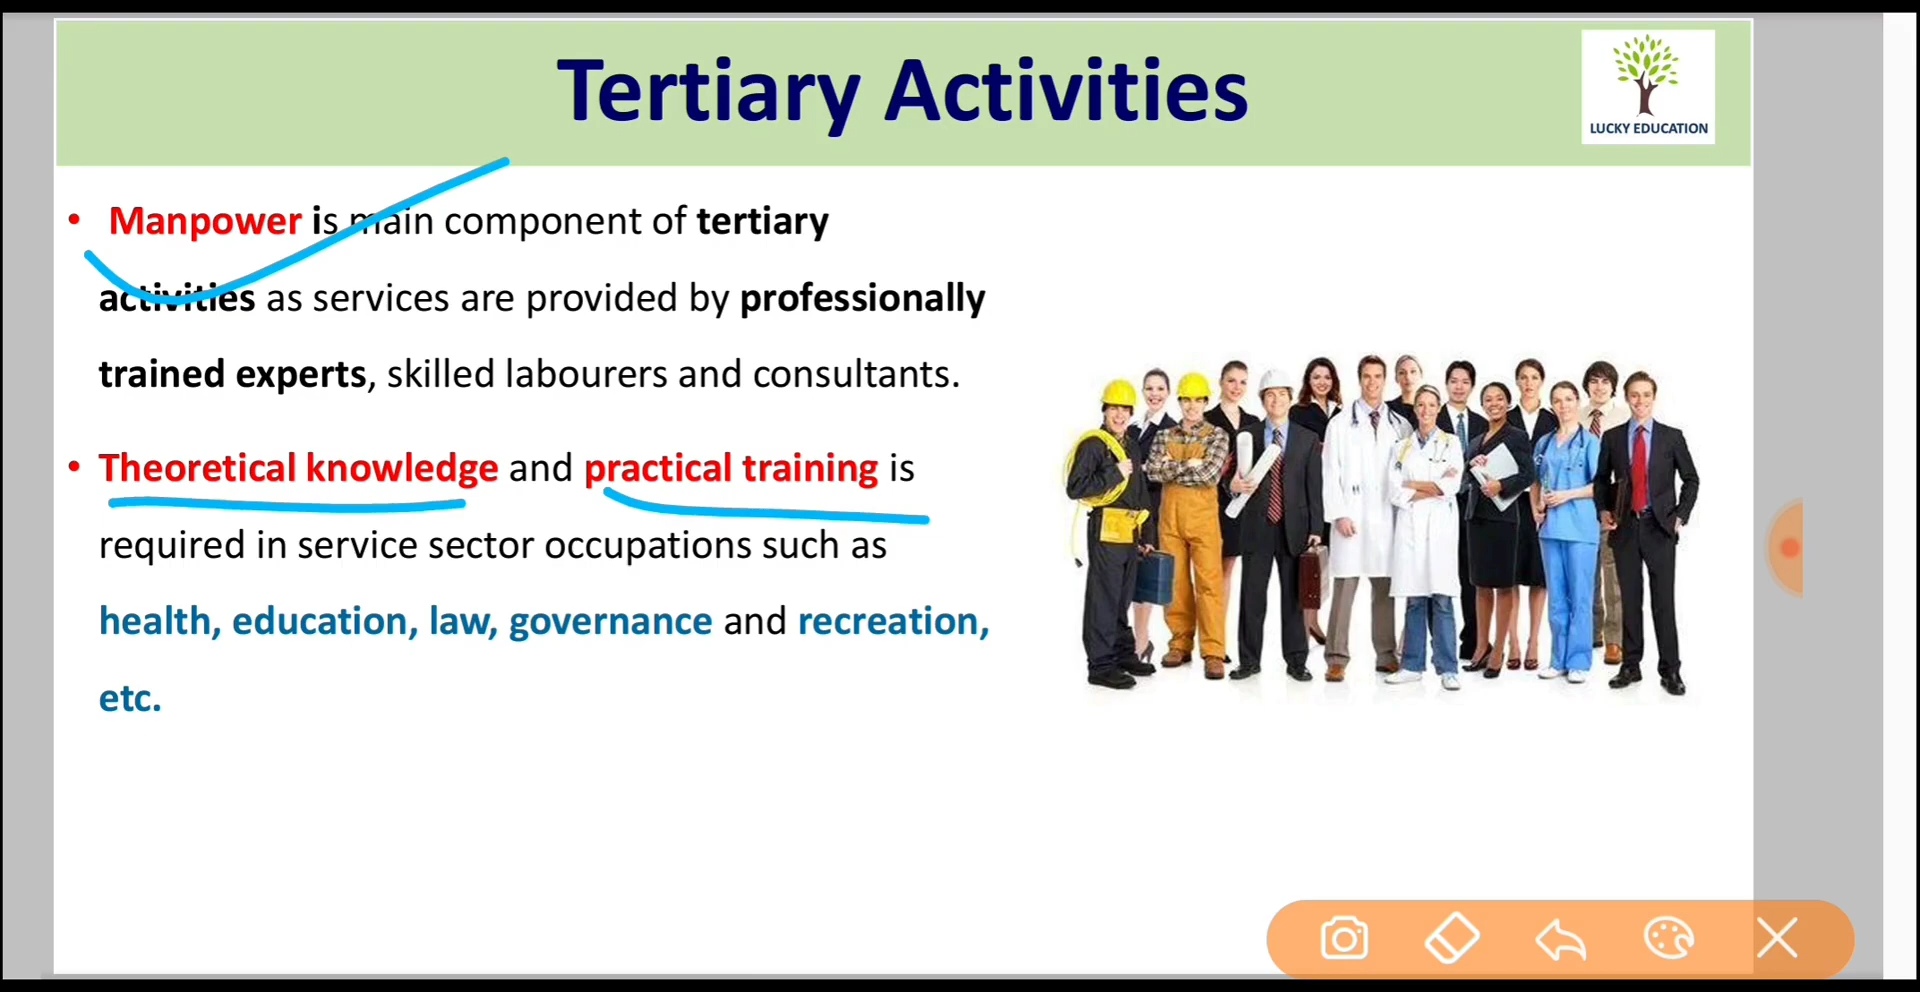 Tertiary Activities
LUCKY EDUCATION
• Manpower is main component of tertiary
activities as services are provided by professionally
trained experts, skilled labourers and consultants.
• Theoretical knowledge and practical training is
required in service sector occupations such as
health, education, law, governance and recreation,
etc.